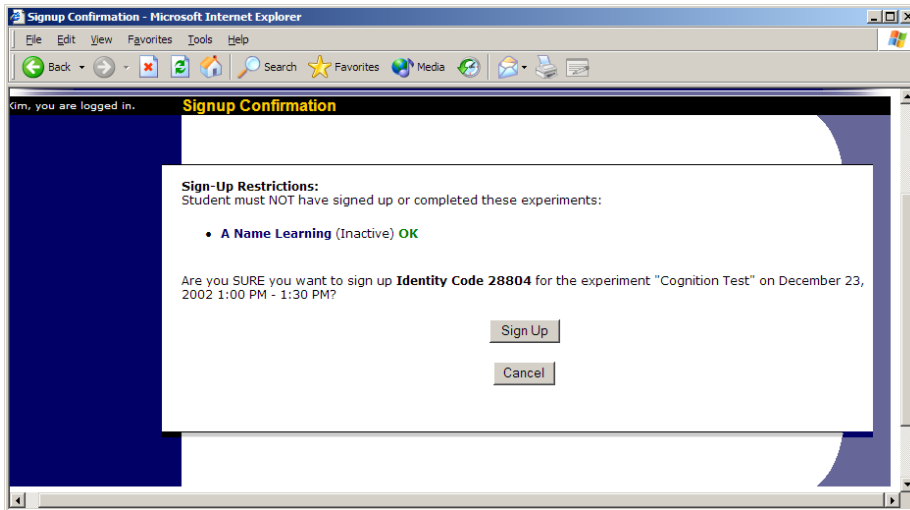 Signup Confirmation - Microsoft Internet Explorer
File Edit View Favorites Tools Help
Back Search Favorites Media
Kim, you are logged in. Signup Confirmation
Sign-Up Restrictions:
Student must NOT have signed up or completed these experiments:
• A Name Learning (Inactive) OK
Are you SURE you want to sign up Identity Code 28804 for the experiment "Cognition Test" on December 23,
2002 1:00 PM - 1:30 PM?
Sign Up
Cancel